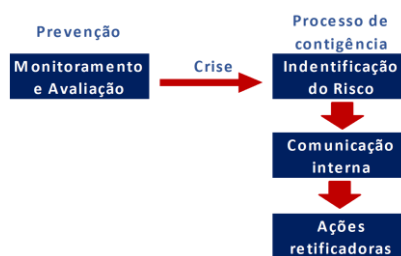 Prevenção
Monitoramento
e Avaliação
Crise
Processo de
contigência
Indentificação
do Risco
Comunicação
interna
Ações
retificadoras